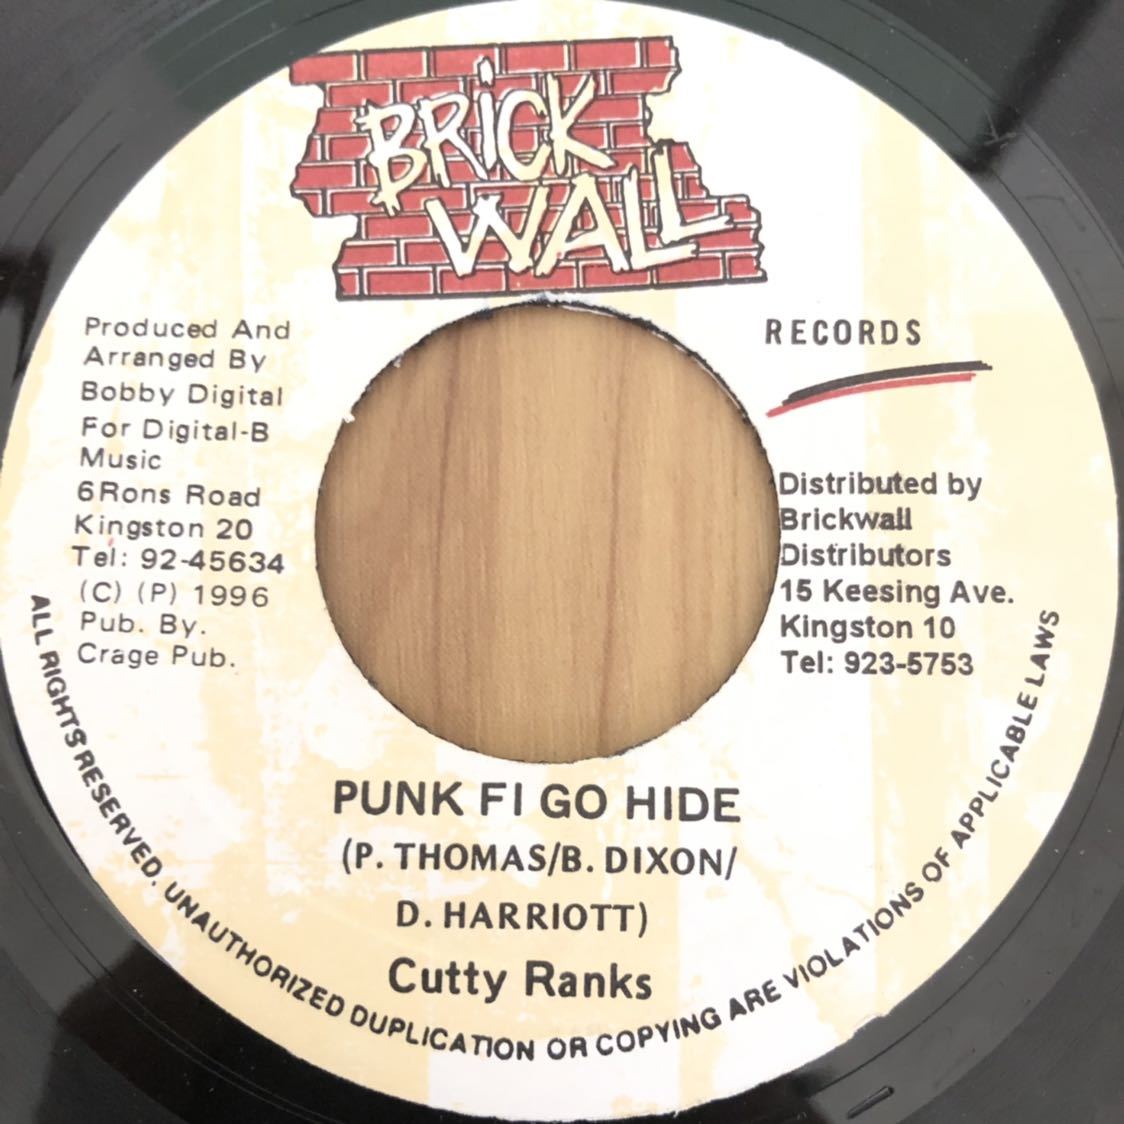 BRiCK
WALL
RECORDS
Produced And
Arranged By
Bobby Digital
For Digital-B
Music
6Rons Road
Kingston 20
Tel: 92-45634
(C) (P) 1996
Pub. By.
Crage Pub.
Distributed by
Brickwall
Distributors
15 Keesing Ave.
Kingston 10
Tel: 923-5753
PUNK FI GO HIDE
(P. THOMAS/B. DIXON/
D. HARRIOTT)
Cutty Ranks
ALL RIGHTS RESERVED. UNAUTHORIZED DUPLICATION OR COPYING ARE VIOLATIONS OF APPLICABLE LAWS